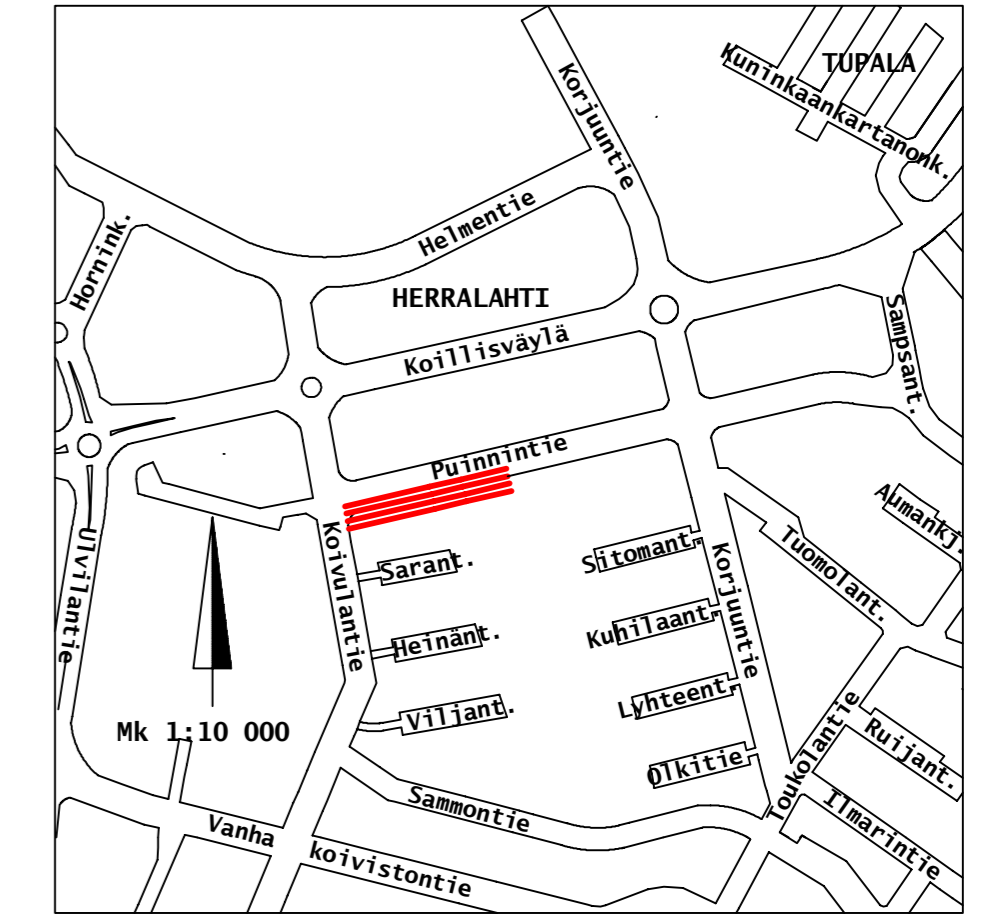 Korjuuntie
Kuninkaankartanonk.
TUPALA
Helmentie
Hornink.
HERRALAHTI
Koillisväylä
Sampsant.
Puinnintie
Aumankj.
Ulvilantie
Koivulantie
Sarant.
Sitomant.
Korjuuntie
Tuomolant.
Heinänt.
Kuhilaant.
Viljant.
Lyhteent.
Mk 1:10 000
Olkitie
Toukolantie
Ruijant.
Sammontie
Ilmarintie
Vanha
koivistontie